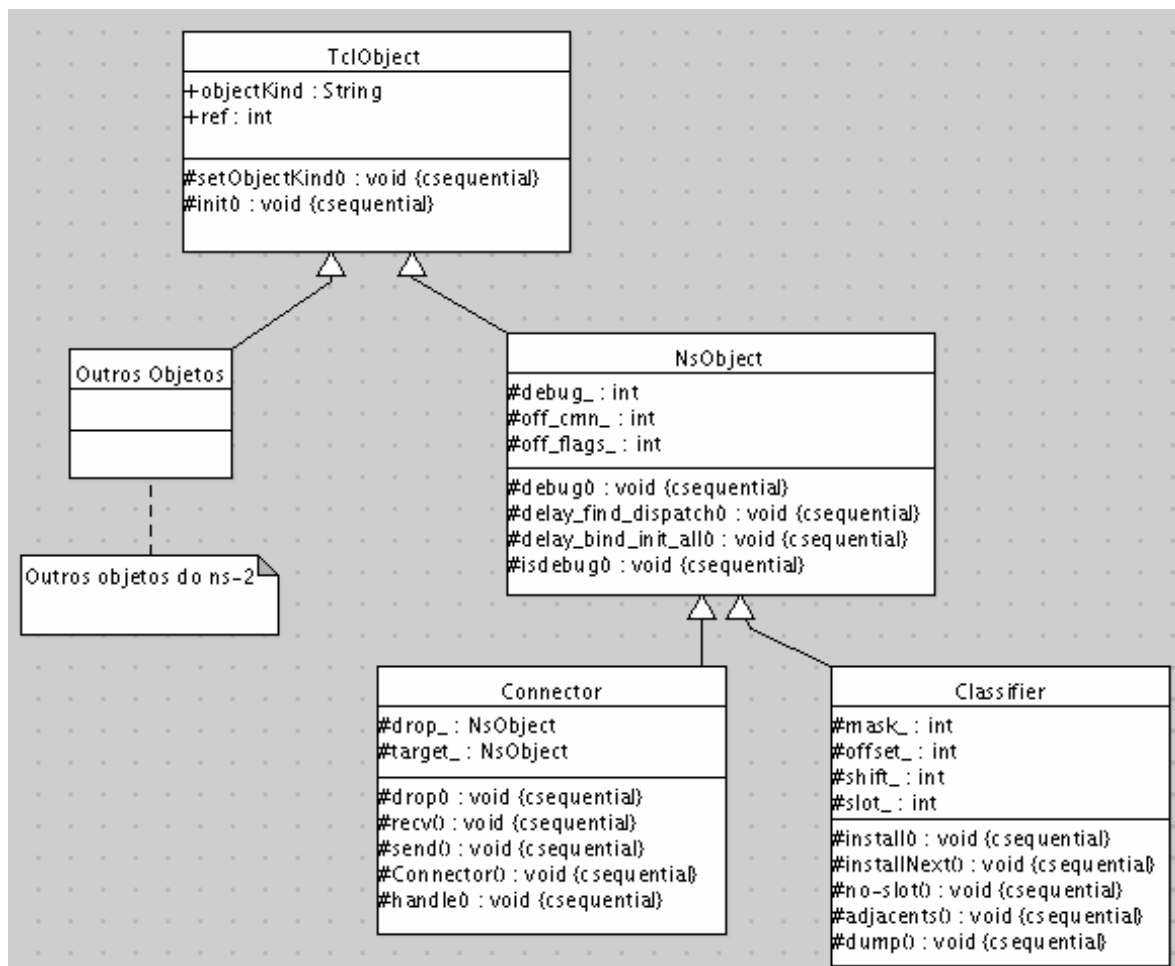 TclObject
+objectKind : String
+ref : int
#setObjectKind() : void {csequential}
#init() : void {csequential}
Outros Objetos
Outros objetos do ns-2
NsObject
#debug_ : int
#off_cmn_ : int
#off_flags_ : int
#debug() : void {csequential}
#delay_find_dispatch() : void {csequential}
#delay_bind_init_all() : void {csequential}
#isdebug() : void {csequential}
Connector
#drop_ : NsObject
#target_ : NsObject
#drop() : void {csequential}
#recv() : void {csequential}
#send() : void {csequential}
#Connector() : void {csequential}
#handle() : void {csequential}
Classifier
#mask_ : int
#offset_ : int
#shift_ : int
#slot_ : int
#install() : void {csequential}
#installNext() : void {csequential}
#no-slot() : void {csequential}
#adjacents() : void {csequential}
#dump() : void {csequential}